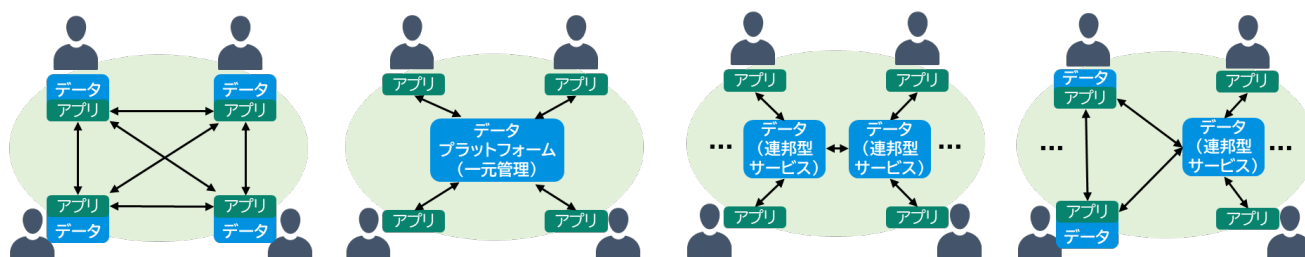 データ
アプリ
データ
アプリ
アプリ
データ
アプリ
データ
アプリ
アプリ
データ
プラットフォーム
(一元管理)
アプリ
アプリ
アプリ
アプリ
…
データ
(連邦型
サービス)
データ
(連邦型
サービス)
…
アプリ
アプリ
データ
アプリ
アプリ
…
データ
(連邦型
サービス)
…
アプリ
データ
アプリ